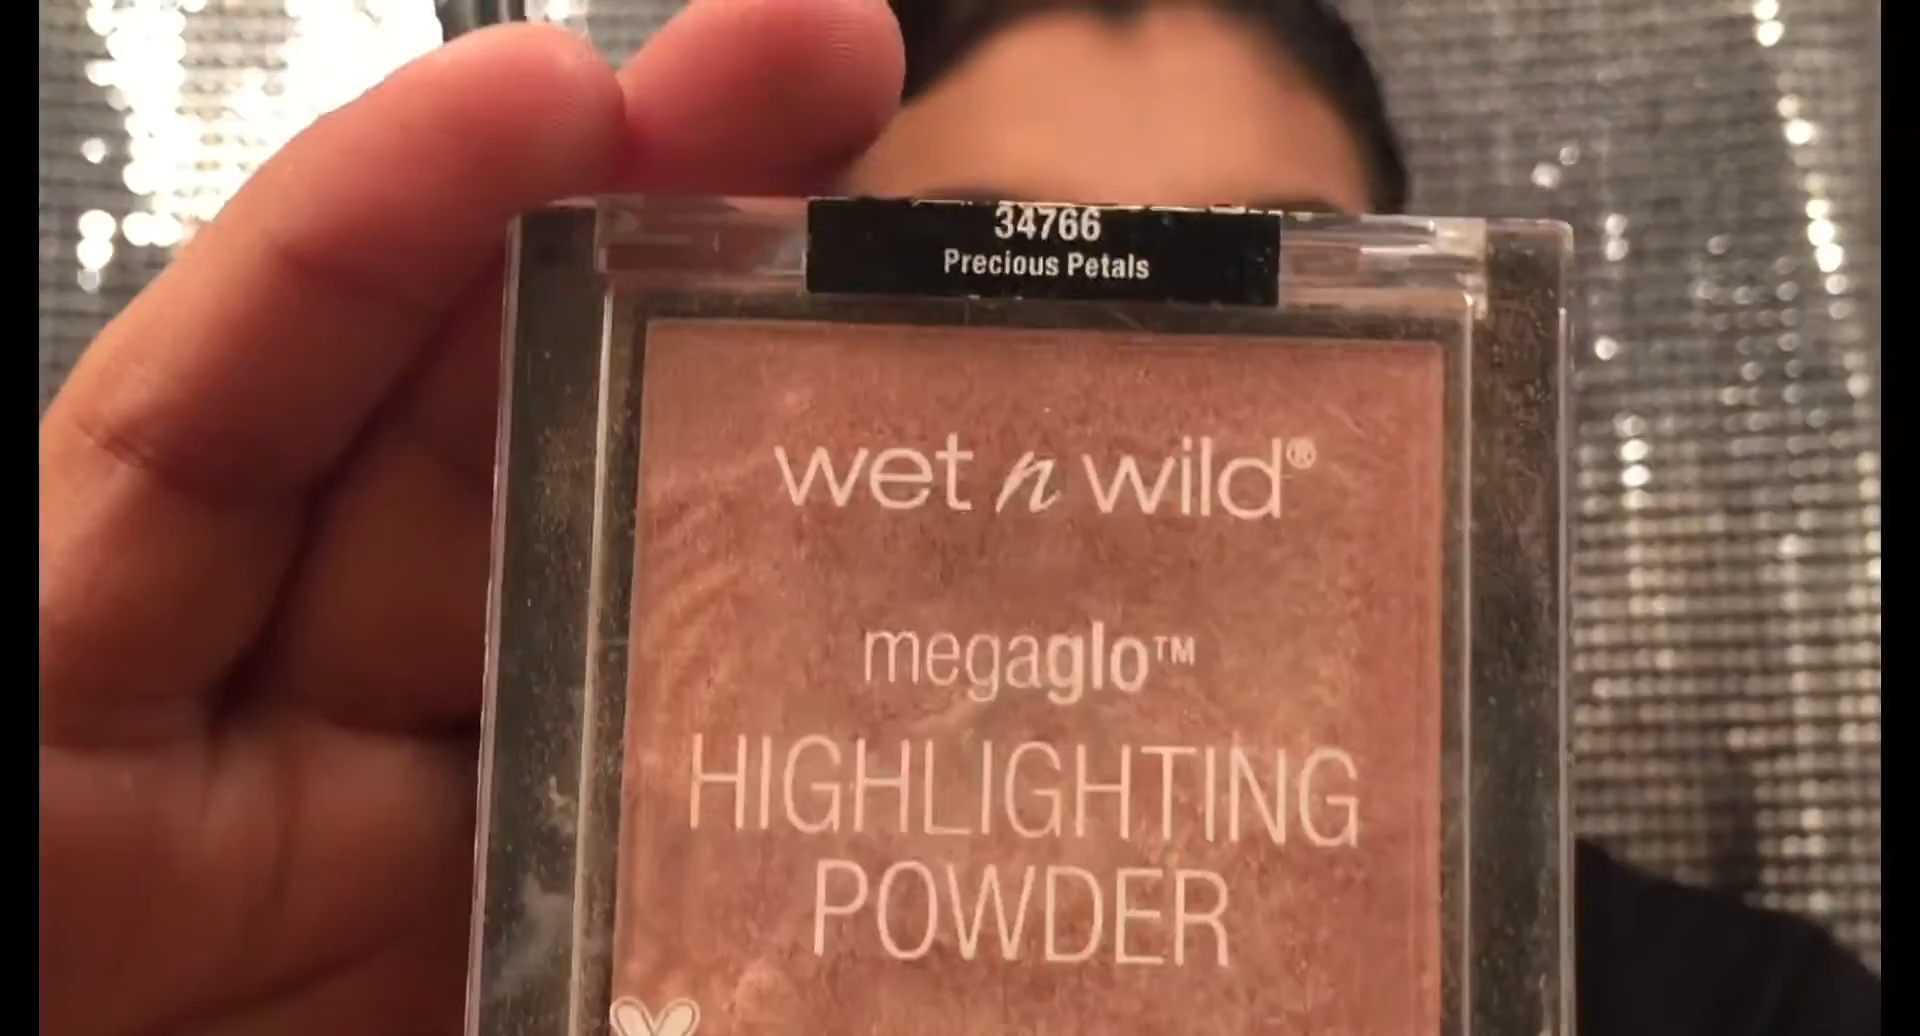 34766
Precious Petals
wet n wild®
megaglo™
HIGHLIGHTING
POWDER